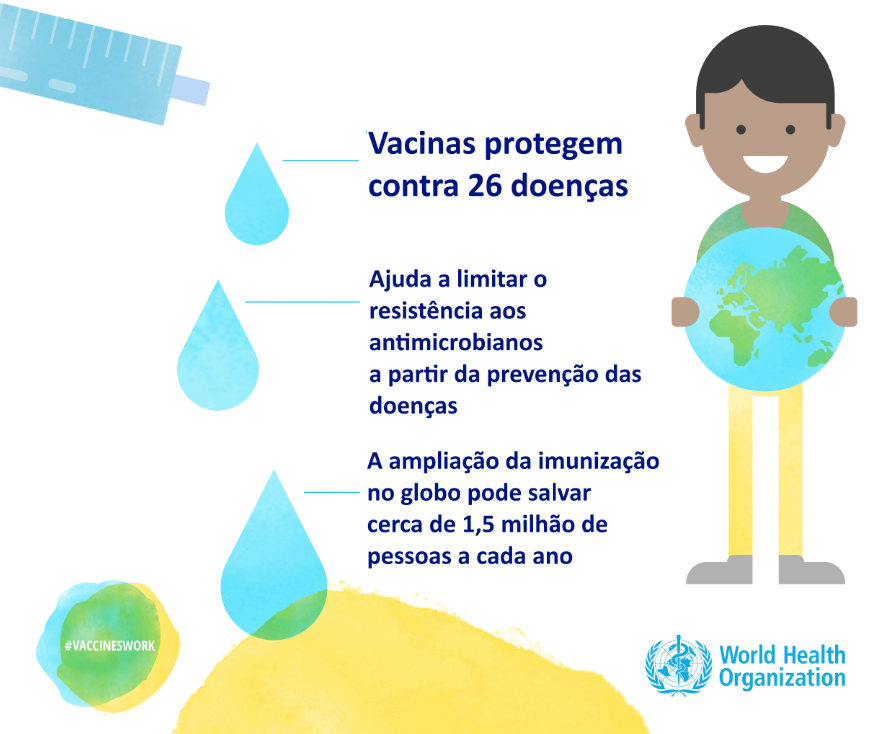 Vacinas protegem
contra 26 doenças
Ajuda a limitar o
resistência aos
antimicrobianos
a partir da prevenção das
doenças
A ampliação da imunização
no globo pode salvar
cerca de 1,5 milhão de
pessoas a cada ano
#VACCINESWORK
World Health
Organization